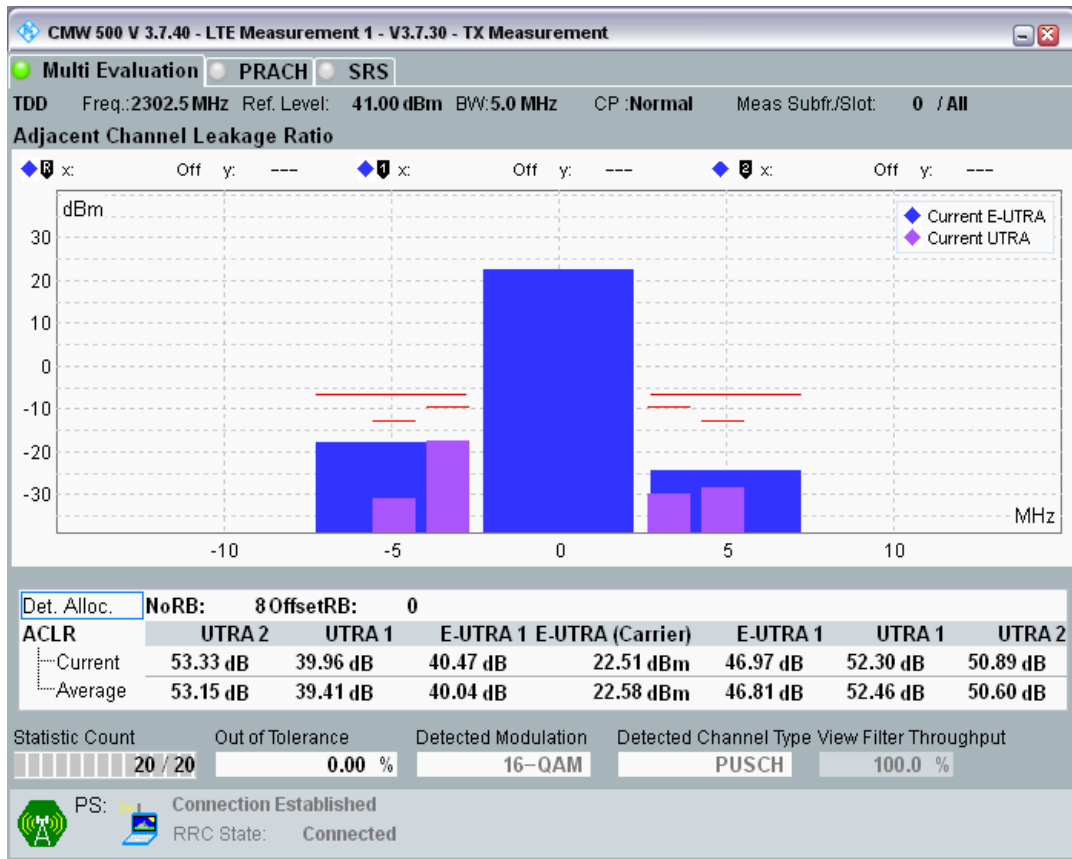 CMW 500 V 3.7.40 - LTE Measurement 1 - V3.7.30 - TX Measurement
Multi Evaluation PRACH SRS
TDD Freq.:2302.5 MHz Ref. Level: 41.00 dBm BW:5.0 MHz CP :Normal Meas Subfr./Slot: 0 / All
Adjacent Channel Leakage Ratio
R x: Off y: --- 1 x: Off y: --- 2 x: Off y: ---
dBm
Current E-UTRA
Current UTRA
30
20
10
0
-10
-20
-30
MHz
-10 -5 0 5 10
Det. Alloc. NoRB: 8 OffsetRB: 0
ACLR UTRA 2 UTRA 1 E-UTRA 1 E-UTRA (Carrier) E-UTRA 1 UTRA 1 UTRA 2
Current 53.33 dB 39.96 dB 40.47 dB 22.51 dBm 46.97 dB 52.30 dB 50.89 dB
Average 53.15 dB 39.41 dB 40.04 dB 22.58 dBm 46.81 dB 52.46 dB 50.60 dB
Statistic Count Out of Tolerance Detected Modulation Detected Channel Type View Filter Throughput
20 / 20 0.00 % 16-QAM PUSCH 100.0 %
PS: Connection Established
RRC State: Connected